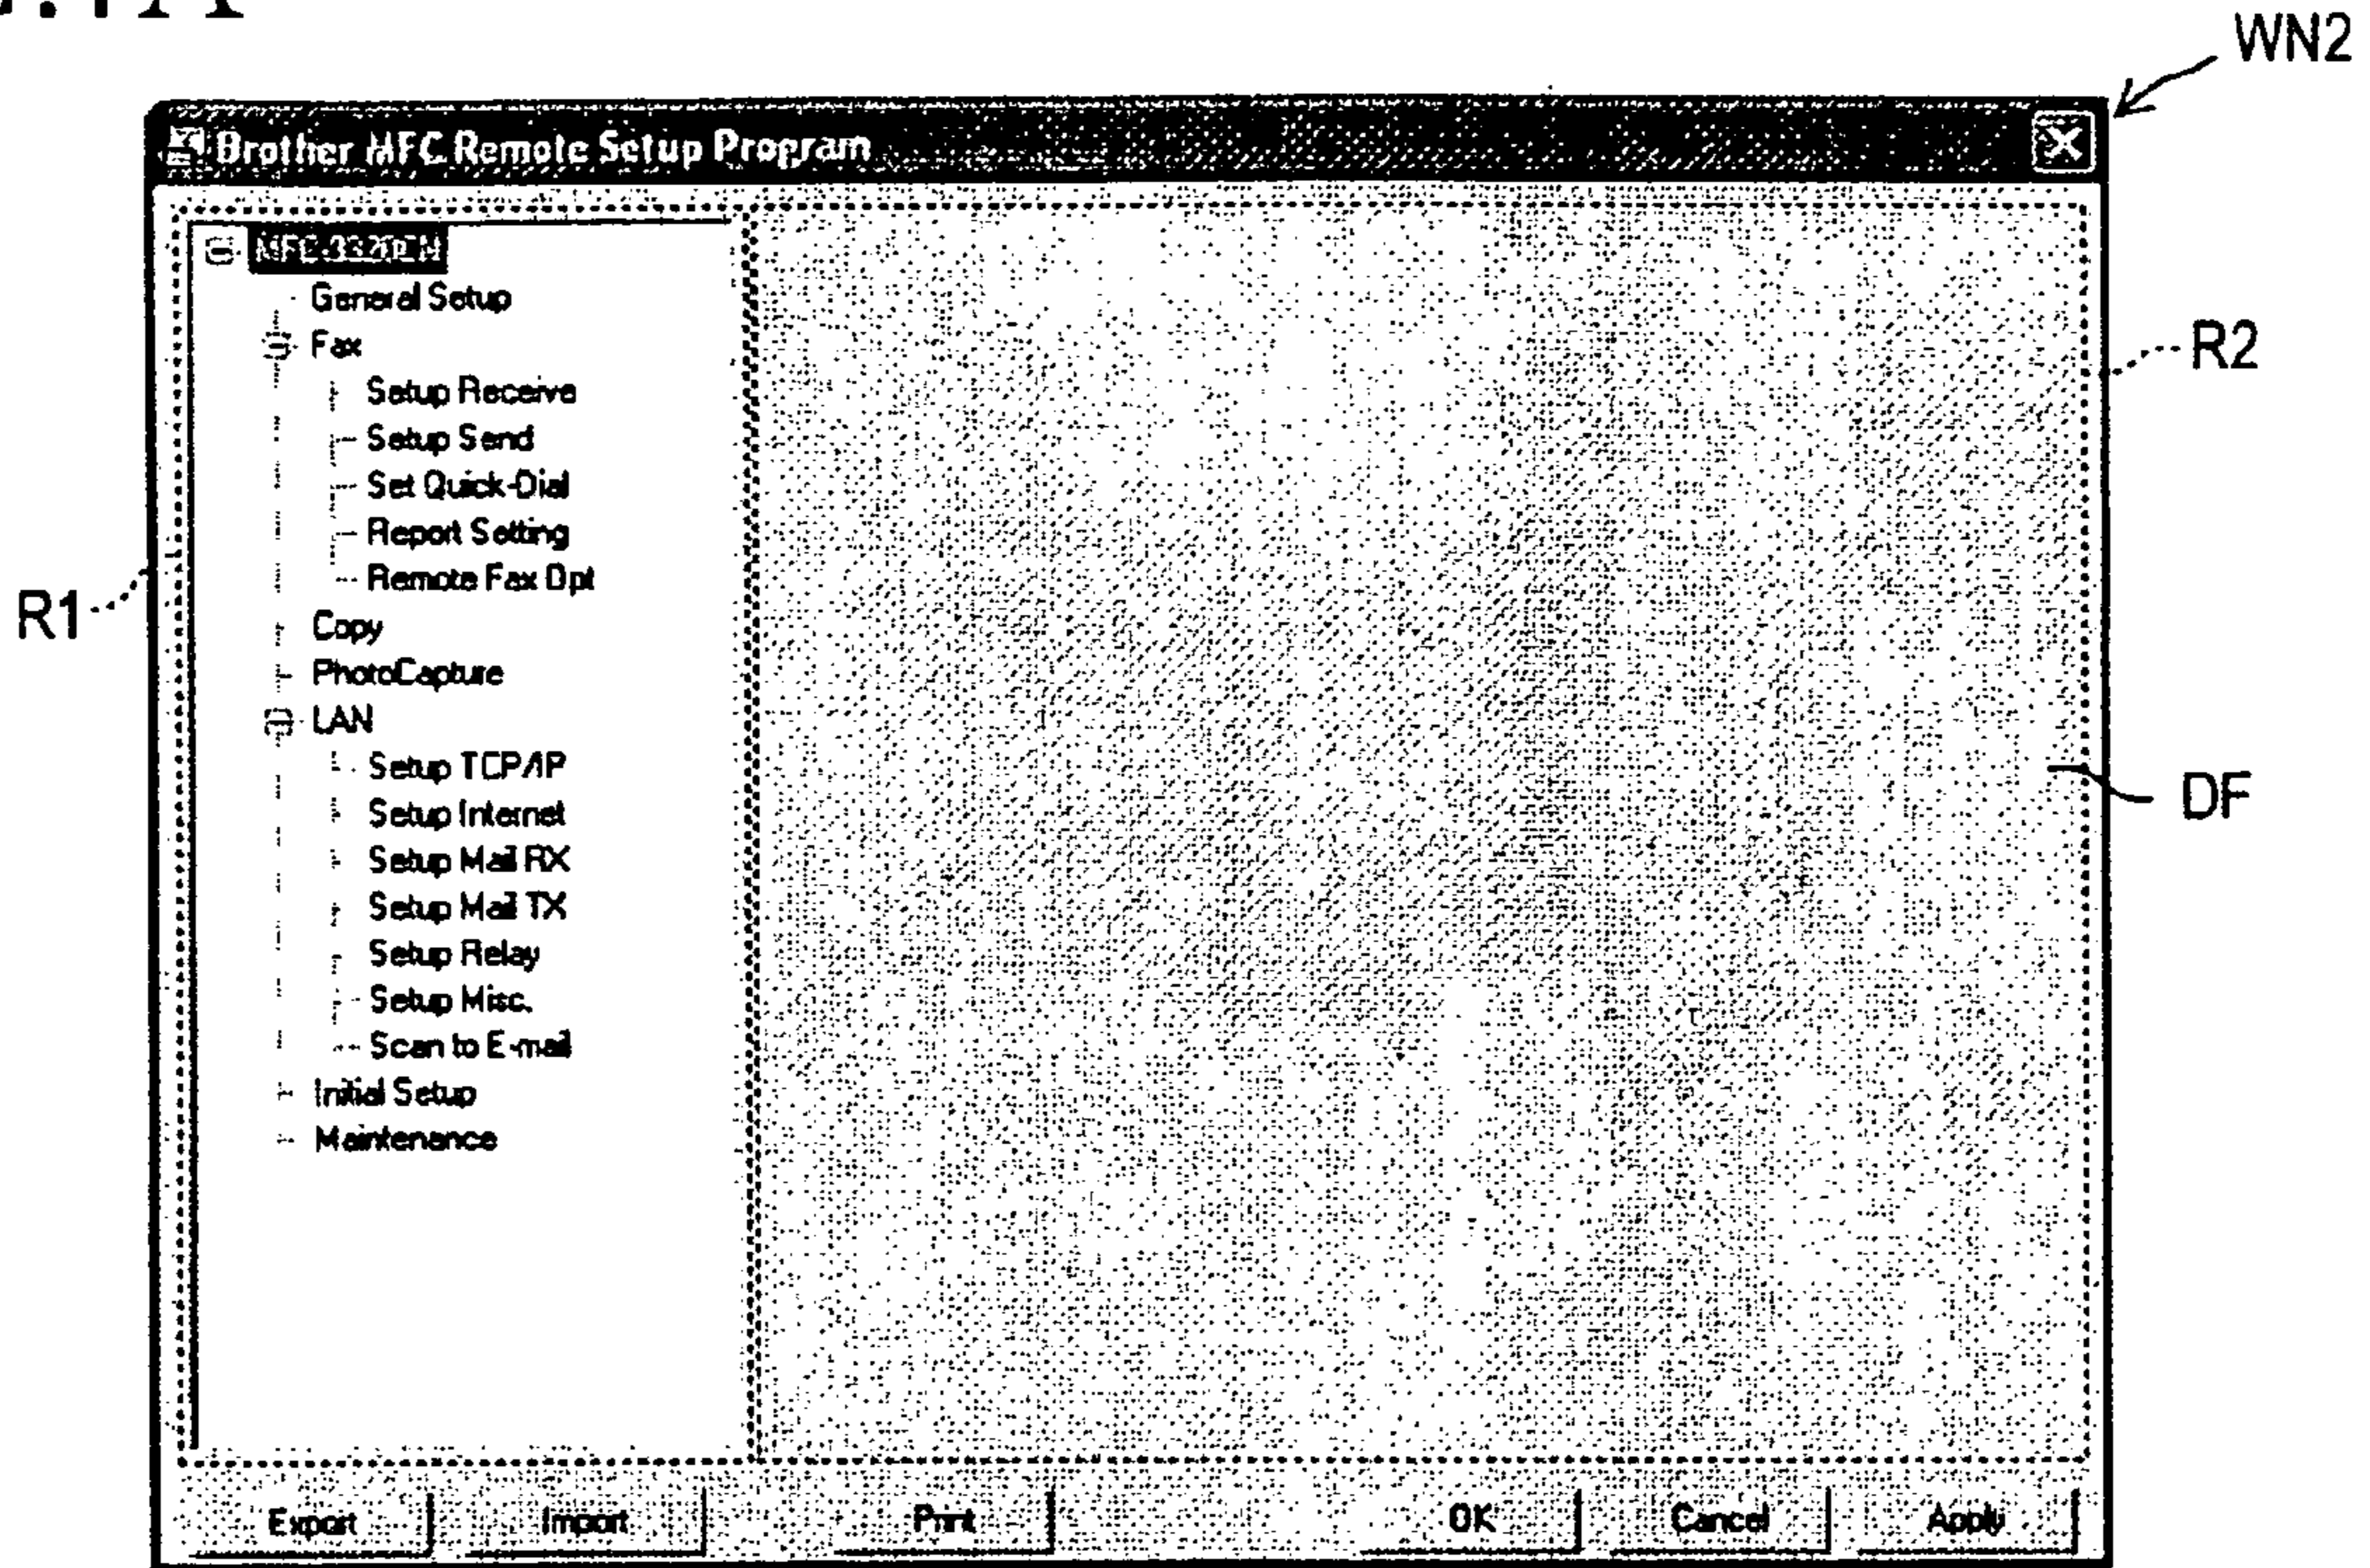 WN2
Brother MFC Remote Setup Program
General Setup
Fax
Setup Receive
Setup Send
Set Quick-Dial
Report Setting
Remote Fax Opt
Copy
PhotoCapture
LAN
Setup TCP/IP
Setup Internet
Setup Mail RX
Setup Mail TX
Setup Relay
Setup Misc.
Scan to E-mail
Initial Setup
Maintenance
R1
R2
DF
Export Import Print OK Cancel Apply